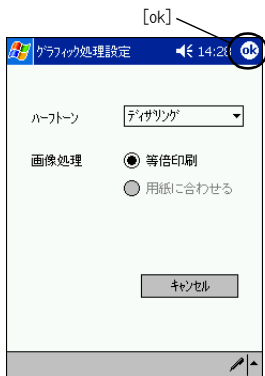 [ok]
グラフィック処理設定 14:28 ok
ハーフトーン ディザリング
画像処理 等倍印刷
用紙に合わせる
キャンセル